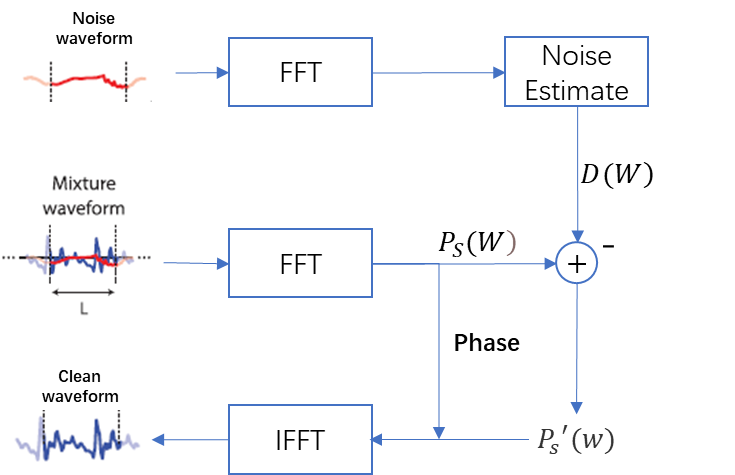 Noise
waveform
FFT
Noise
Estimate
D(W)
Mixture
waveform
L
FFT
P_S(W)
+
-
Phase
Clean
waveform
IFFT
P_s'(w)